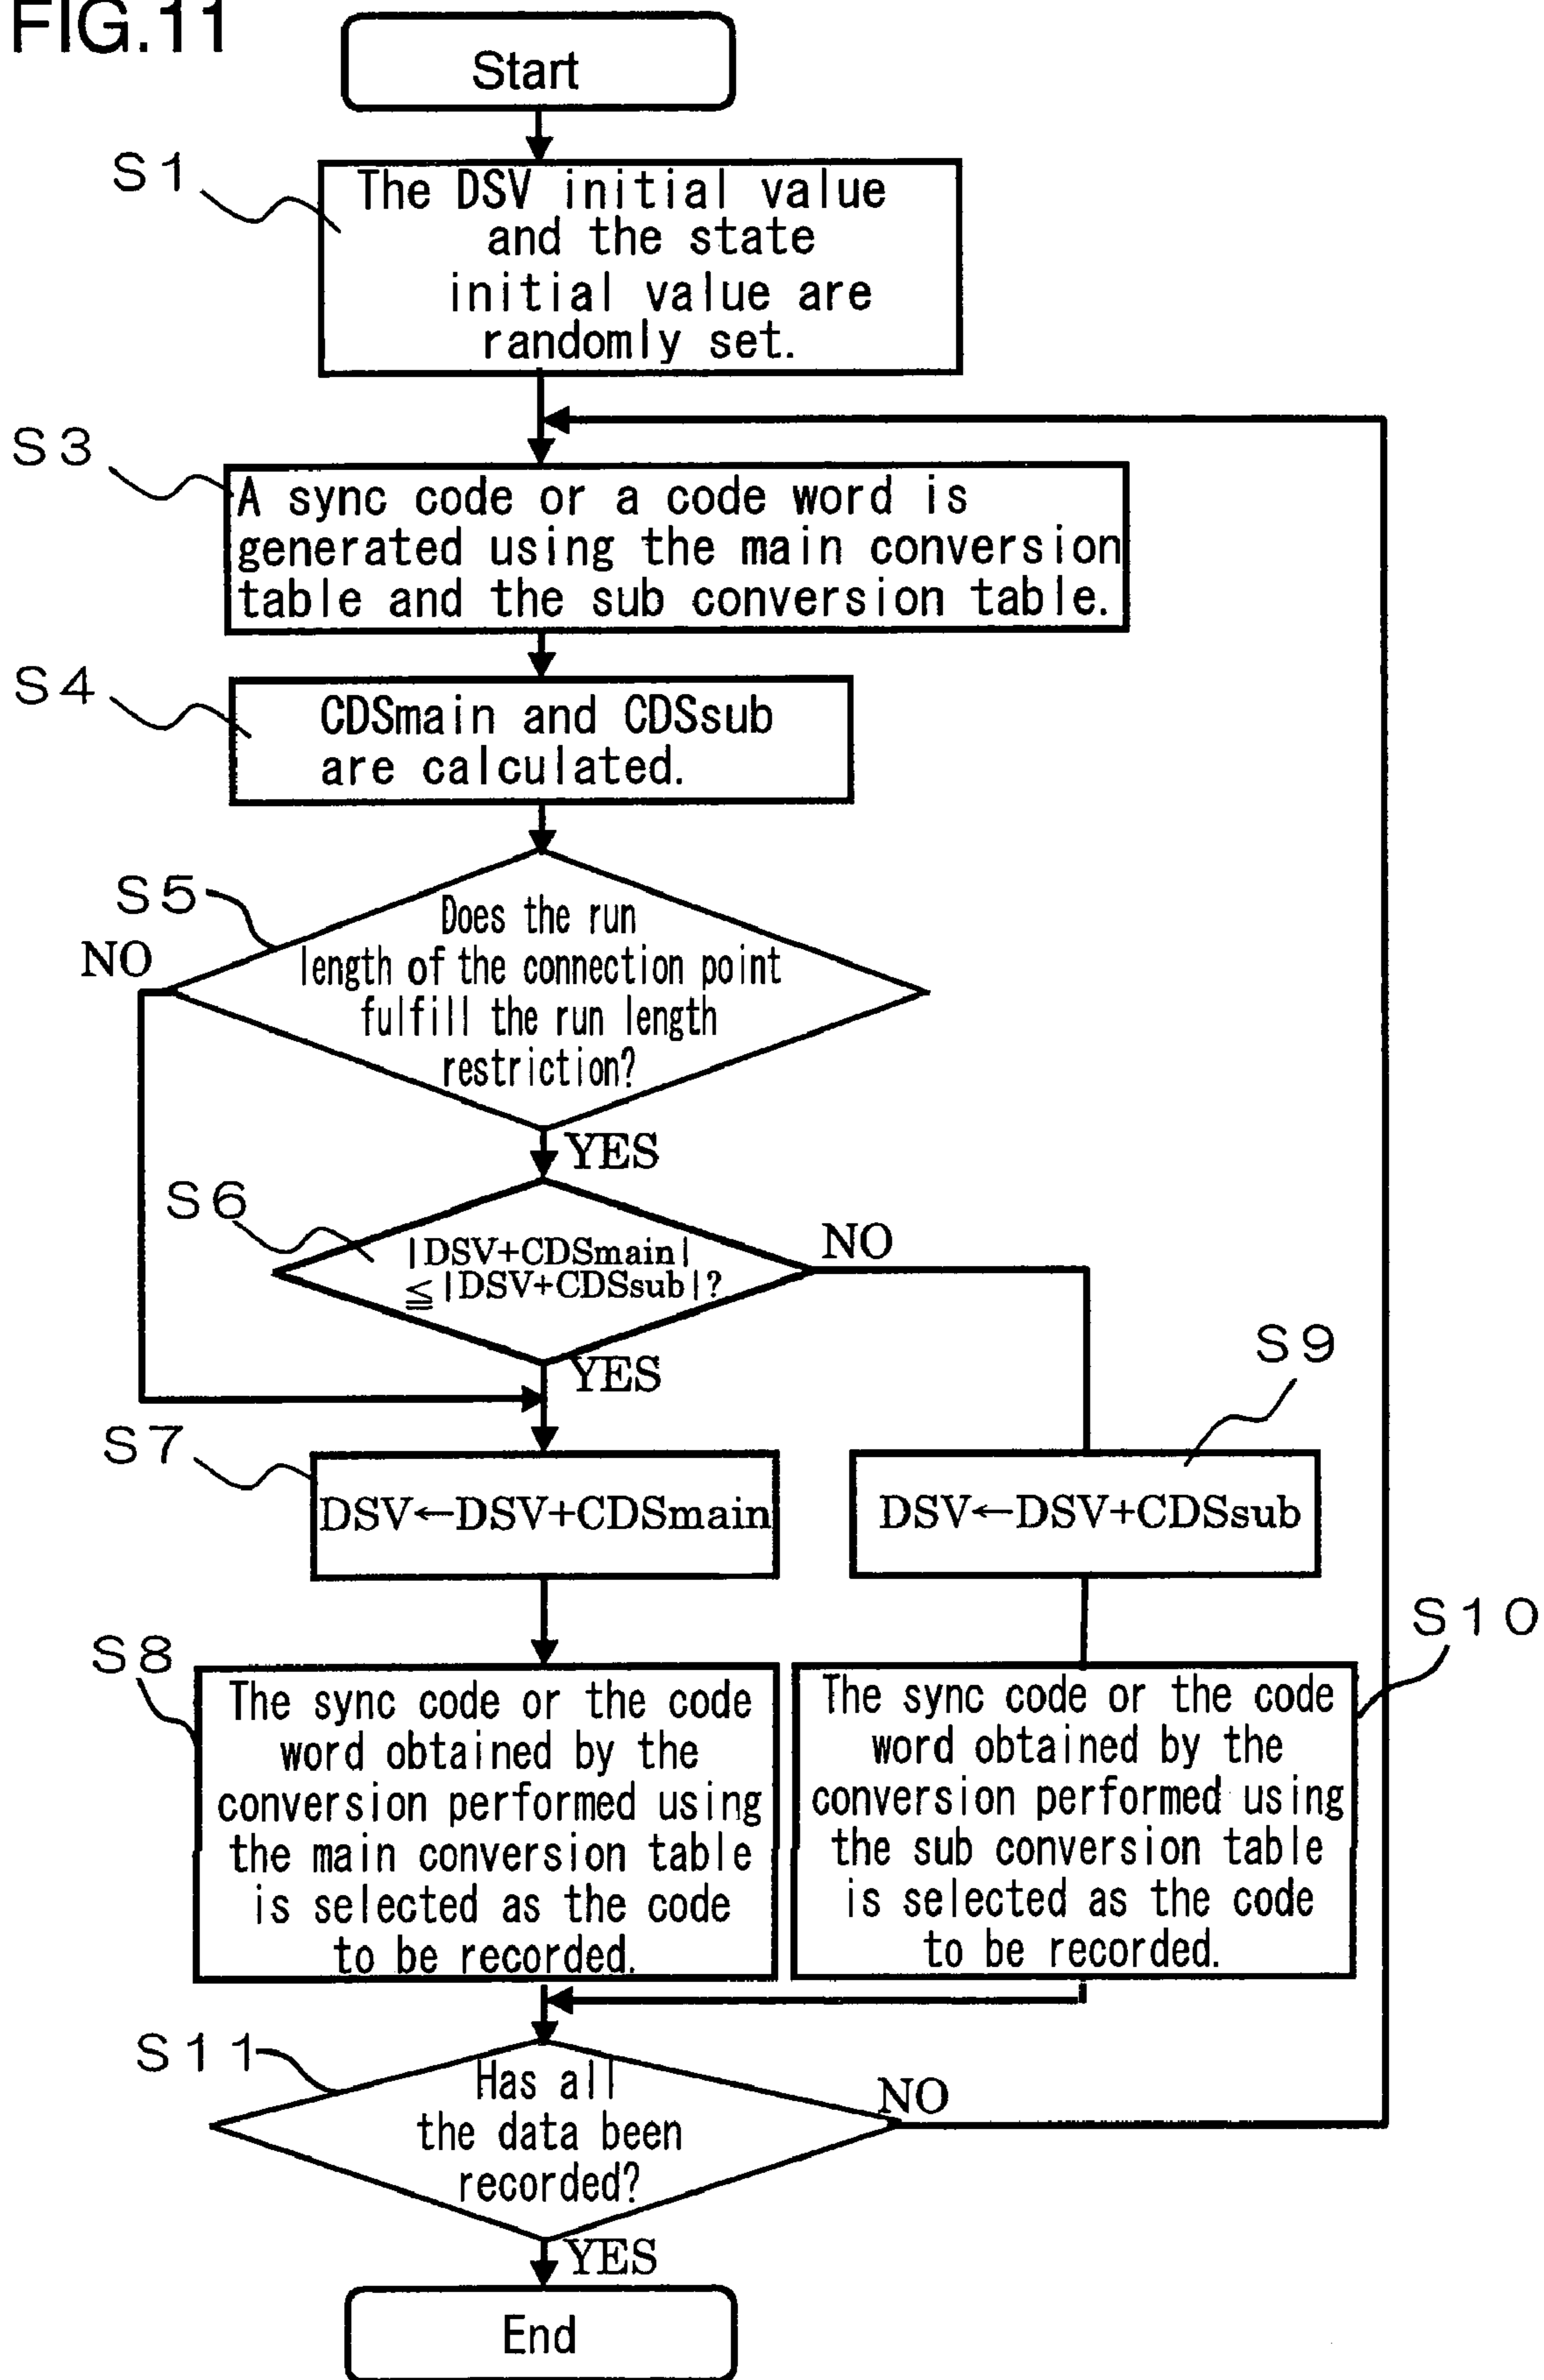 FIG.11
Start
S1
The DSV initial value
and the state
initial value are
randomly set.
S3
A sync code or a code word is
generated using the main conversion
table and the sub conversion table.
S4
CDSmain and CDSsub
are calculated.
S5
NO
Does the run
length of the connection point
fulfill the run length
restriction?
YES
S6
|DSV+CDSmain|
≦|DSV+CDSsub|?
NO
YES
S7
DSV←DSV+CDSmain
S9
DSV←DSV+CDSsub
S8
The sync code or the code
word obtained by the
conversion performed using
the main conversion table
is selected as the code
to be recorded.
S10
The sync code or the code
word obtained by the
conversion performed using
the sub conversion table
is selected as the code
to be recorded.
S11
Has all
the data been
recorded?
NO
YES
End